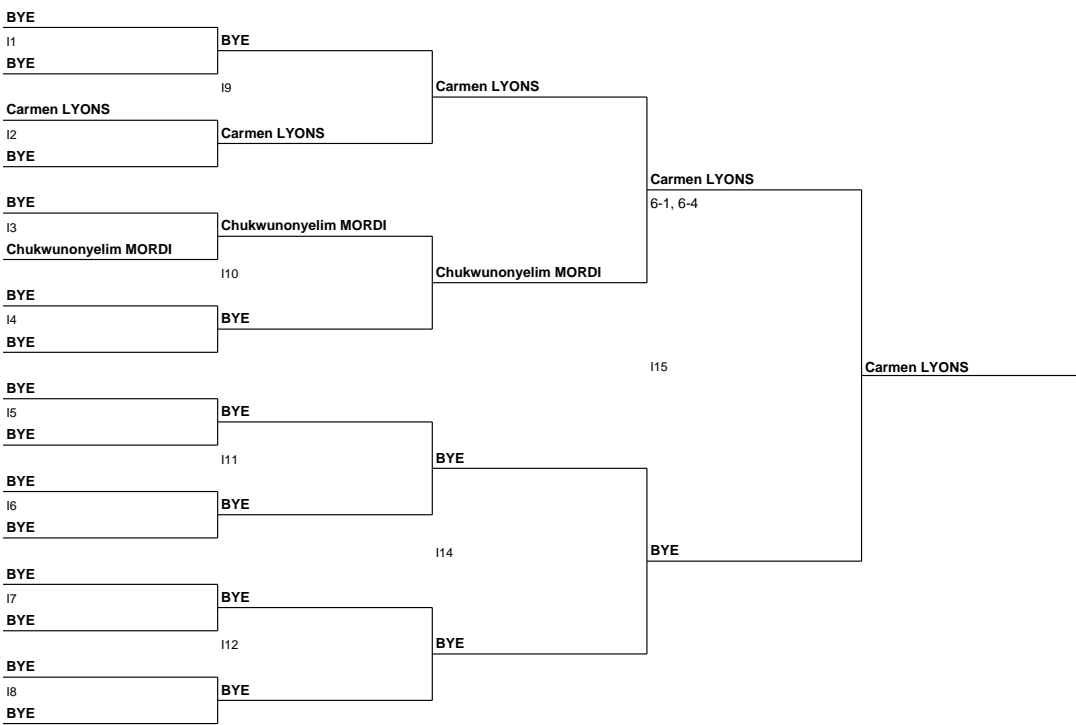 BYE
I1
BYE
BYE
I9
Carmen LYONS
Carmen LYONS
I2
Carmen LYONS
BYE
Carmen LYONS
6-1, 6-4
BYE
I3
Chukwunonyelim MORDI
Chukwunonyelim MORDI
I10
Chukwunonyelim MORDI
BYE
I4
BYE
BYE
I15
Carmen LYONS
BYE
I5
BYE
BYE
I11
BYE
BYE
I6
BYE
BYE
I14
BYE
BYE
I7
BYE
BYE
I12
BYE
BYE
I8
BYE
BYE